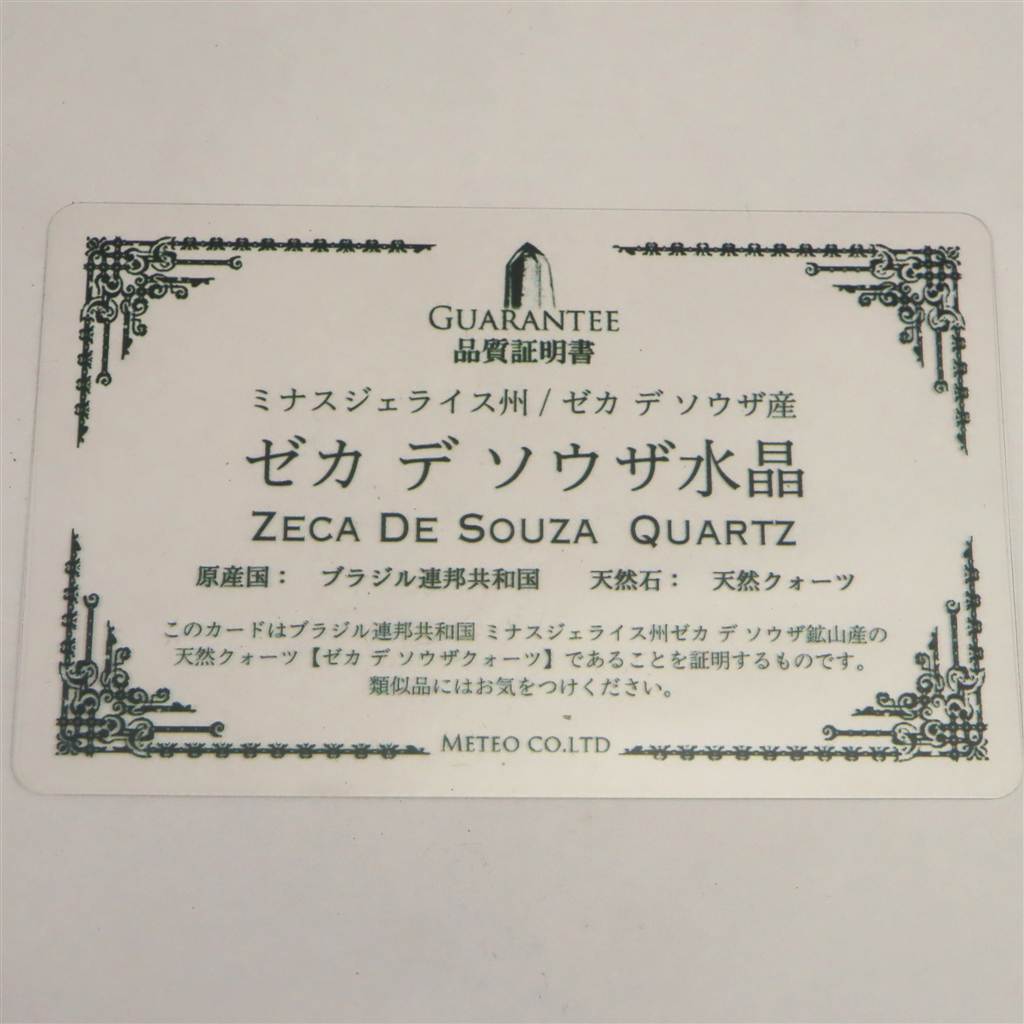 GUARANTEE
品質証明書
ミナスジェライス州 / ゼカ デ ソウザ産
ゼカ デ ソウザ水晶
ZECA DE SOUZA QUARTZ
原産国： ブラジル連邦共和国 天然石： 天然クォーツ
このカードはブラジル連邦共和国 ミナスジェライス州ゼカ デ ソウザ鉱山産の
天然クォーツ【ゼカ デ ソウザクォーツ】であることを証明するものです。
類似品にはお気をつけください。
METEO CO.LTD